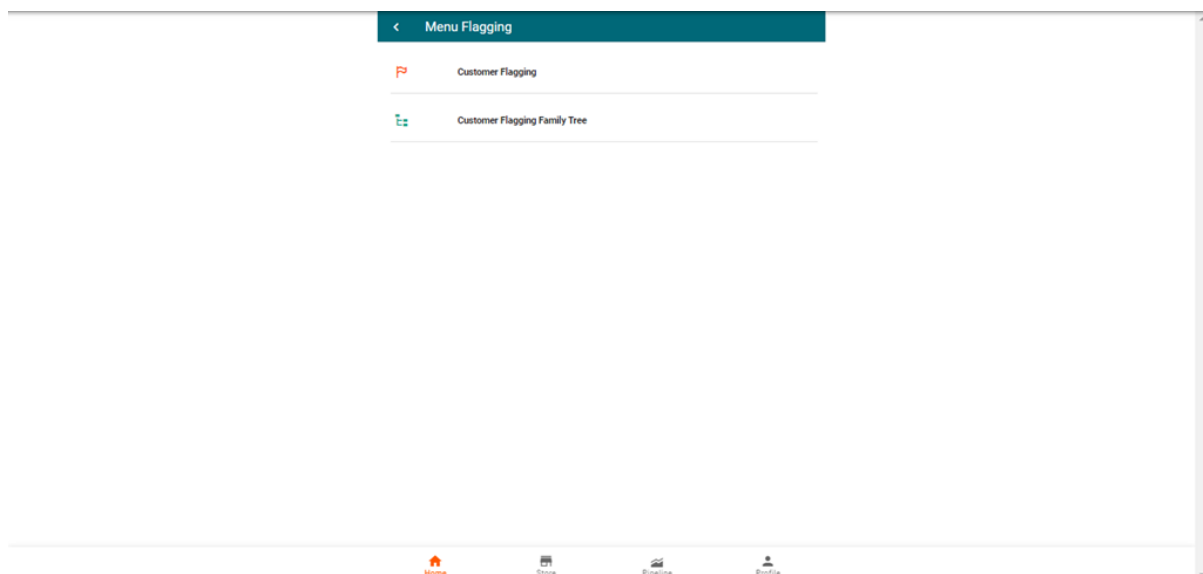 Menu Flagging
Customer Flagging
Customer Flagging Family Tree
Home
Store
Pipeline
Profile